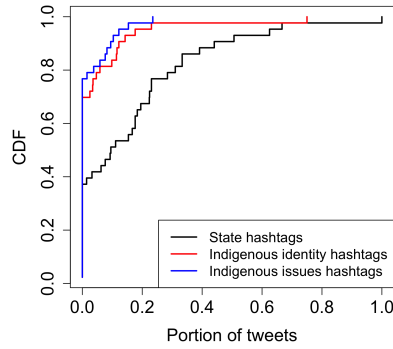 CDF
1.0
0.8
0.6
0.4
0.2
0.0
State hashtags
Indigenous identity hashtags
Indigenous issues hashtags
0.0 0.2 0.4 0.6 0.8 1.0
Portion of tweets